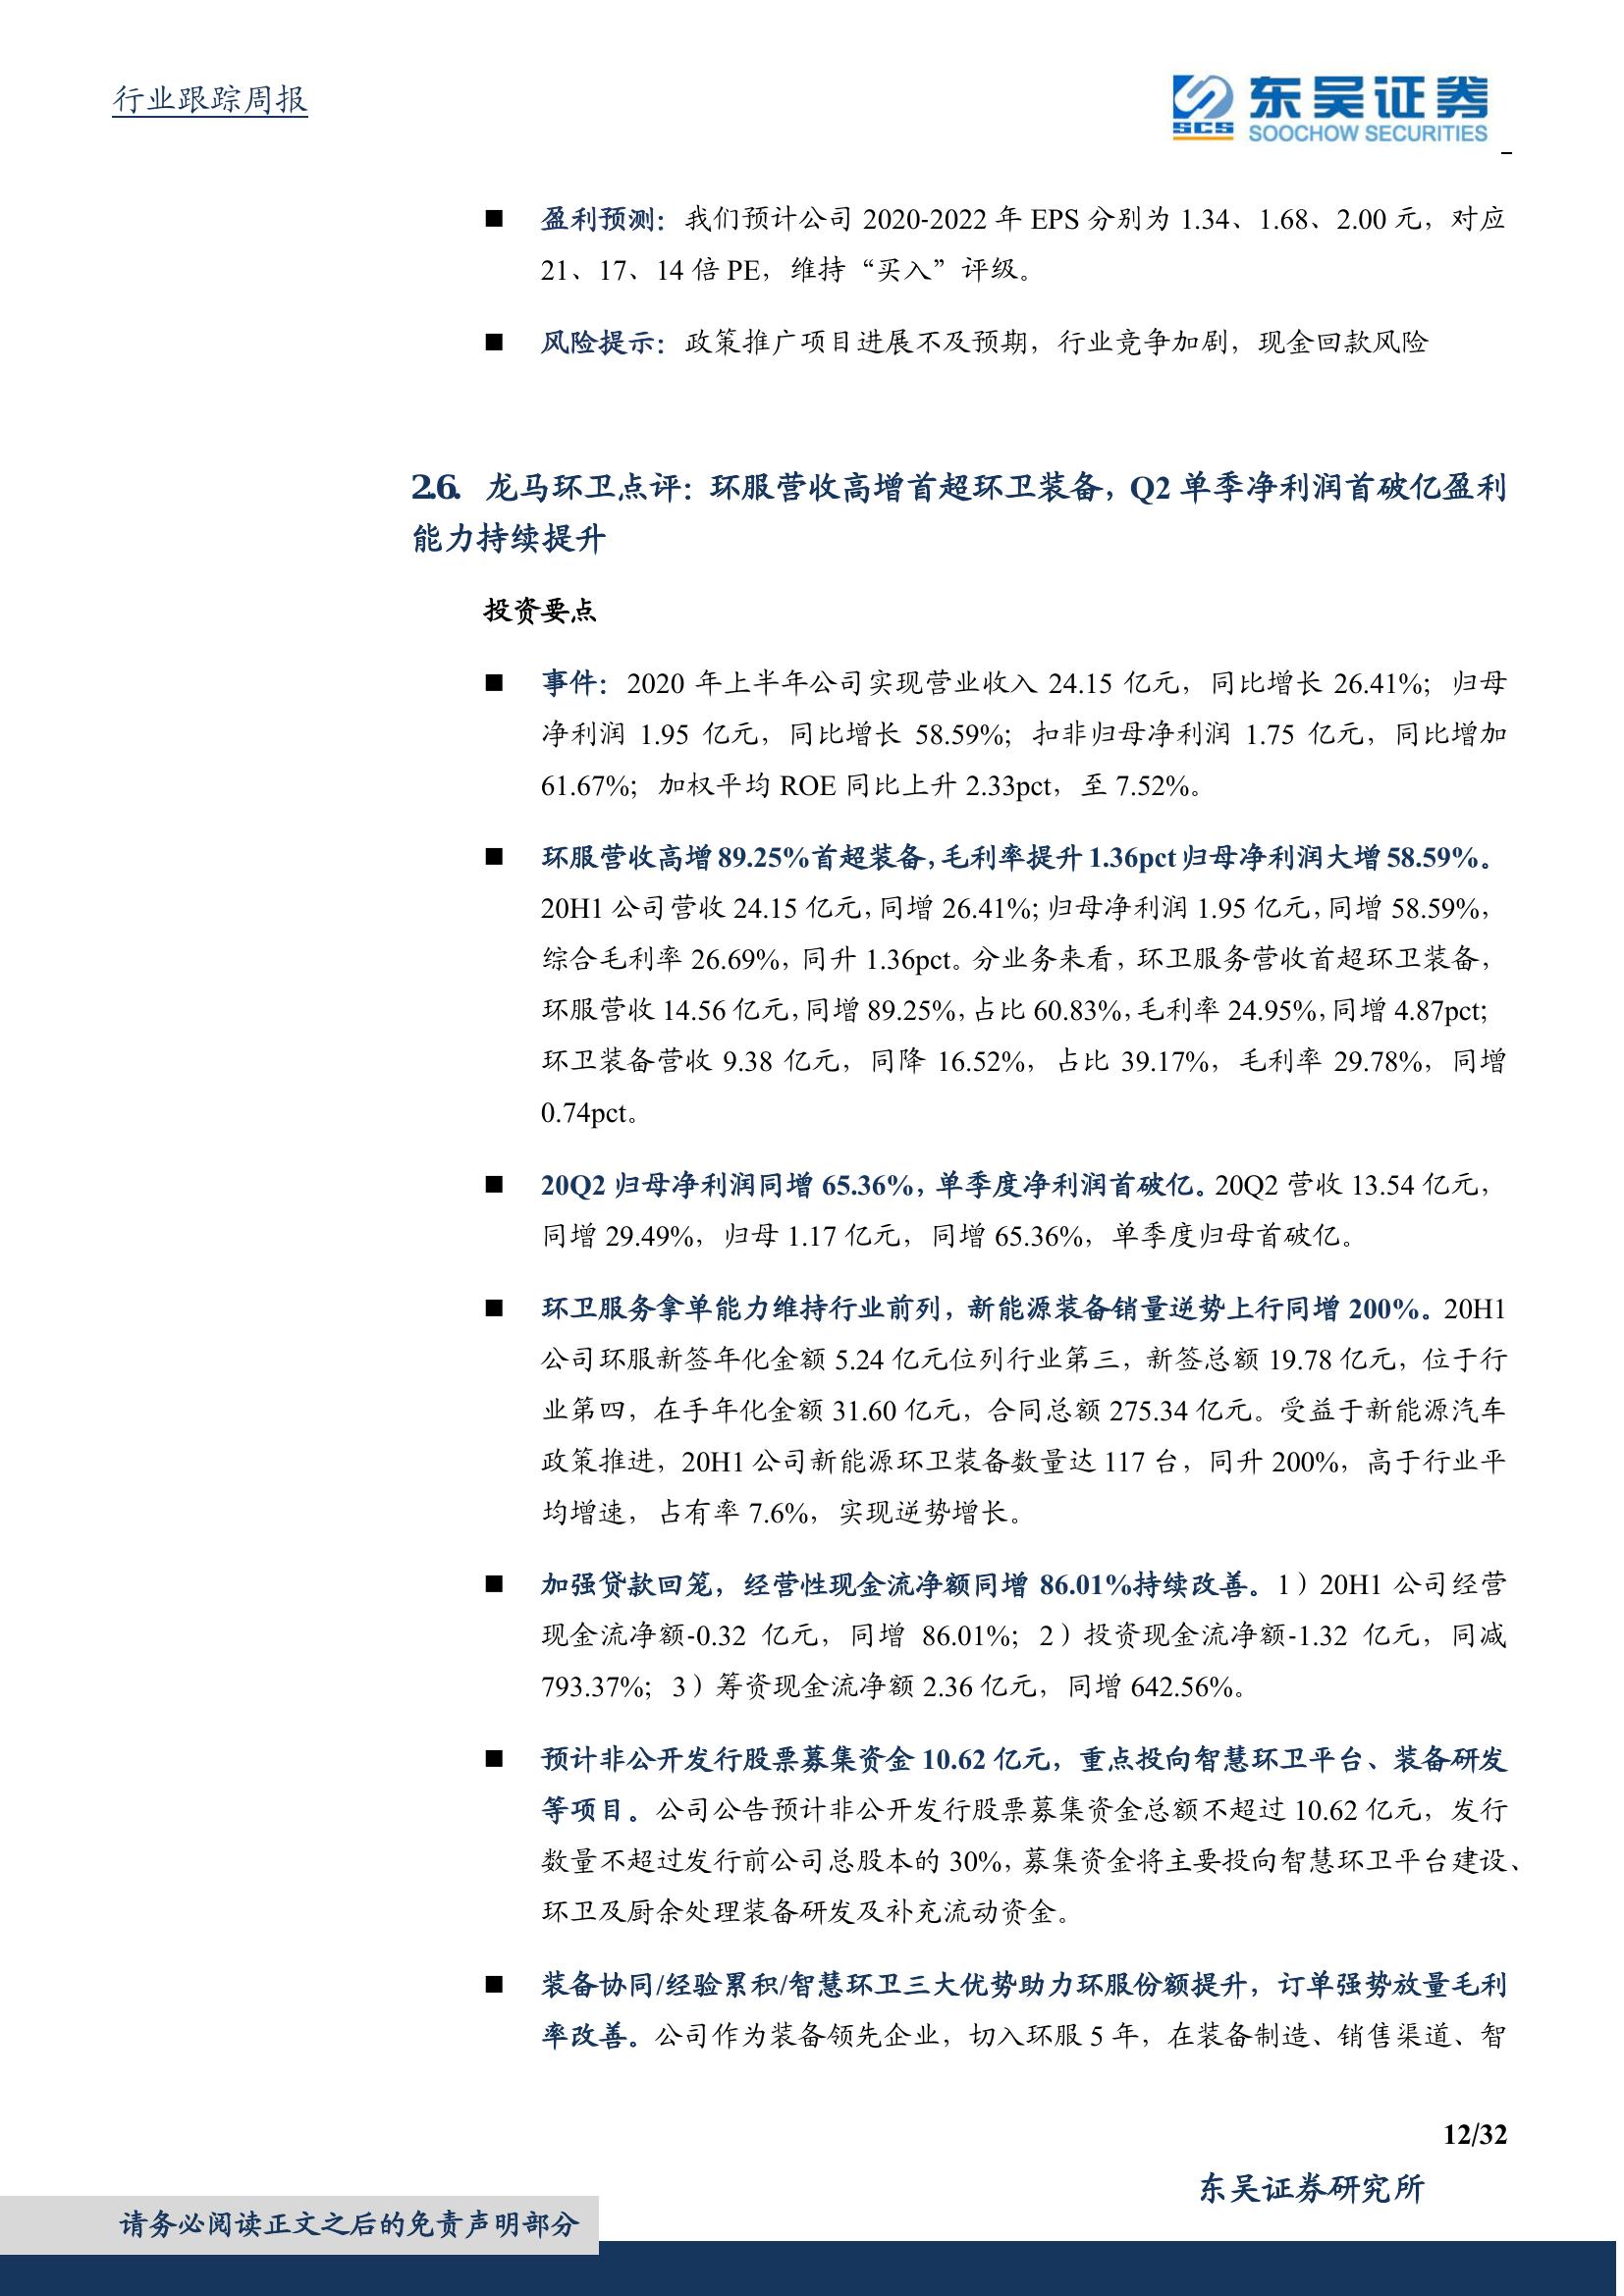 行业跟踪周报
SCS 东吴证券
SOOCHOW SECURITIES
■ 盈利预测：我们预计公司 2020-2022 年 EPS 分别为 1.34、1.68、2.00 元，对应
21、17、14 倍 PE，维持“买入”评级。
■ 风险提示：政策推广项目进展不及预期，行业竞争加剧，现金回款风险
2.6. 龙马环卫点评：环服营收高增首超环卫装备，Q2 单季净利润首破亿盈利
能力持续提升
投资要点
■ 事件：2020 年上半年公司实现营业收入 24.15 亿元，同比增长 26.41%；归母
净利润 1.95 亿元，同比增长 58.59%；扣非归母净利润 1.75 亿元，同比增加
61.67%；加权平均 ROE 同比上升 2.33pct，至 7.52%。
■ 环服营收高增 89.25%首超装备，毛利率提升 1.36pct 归母净利润大增 58.59%。
20H1 公司营收 24.15 亿元，同增 26.41%；归母净利润 1.95 亿元，同增 58.59%，
综合毛利率 26.69%，同升 1.36pct。分业务来看，环卫服务营收首超环卫装备，
环服营收 14.56 亿元，同增 89.25%，占比 60.83%，毛利率 24.95%，同增 4.87pct；
环卫装备营收 9.38 亿元，同降 16.52%，占比 39.17%，毛利率 29.78%，同增
0.74pct。
■ 20Q2 归母净利润同增 65.36%，单季度净利润首破亿。20Q2 营收 13.54 亿元，
同增 29.49%，归母 1.17 亿元，同增 65.36%，单季度归母首破亿。
■ 环卫服务拿单能力维持行业前列，新能源装备销量逆势上行同增 200%。20H1
公司环服新签年化金额 5.24 亿元位列行业第三，新签总额 19.78 亿元，位于行
业第四，在手年化金额 31.60 亿元，合同总额 275.34 亿元。受益于新能源汽车
政策推进，20H1 公司新能源环卫装备数量达 117 台，同升 200%，高于行业平
均增速，占有率 7.6%，实现逆势增长。
■ 加强贷款回笼，经营性现金流净额同增 86.01%持续改善。1）20H1 公司经营
现金流净额-0.32 亿元，同增 86.01%；2）投资现金流净额-1.32 亿元，同减
793.37%；3）筹资现金流净额 2.36 亿元，同增 642.56%。
■ 预计非公开发行股票募集资金 10.62 亿元，重点投向智慧环卫平台、装备研发
等项目。公司公告预计非公开发行股票募集资金总额不超过 10.62 亿元，发行
数量不超过发行前公司总股本的 30%，募集资金将主要投向智慧环卫平台建设、
环卫及厨余处理装备研发及补充流动资金。
■ 装备协同/经验累积/智慧环卫三大优势助力环服份额提升，订单强势放量毛利
率改善。公司作为装备领先企业，切入环服 5 年，在装备制造、销售渠道、智
12/32
东吴证券研究所
请务必阅读正文之后的免责声明部分